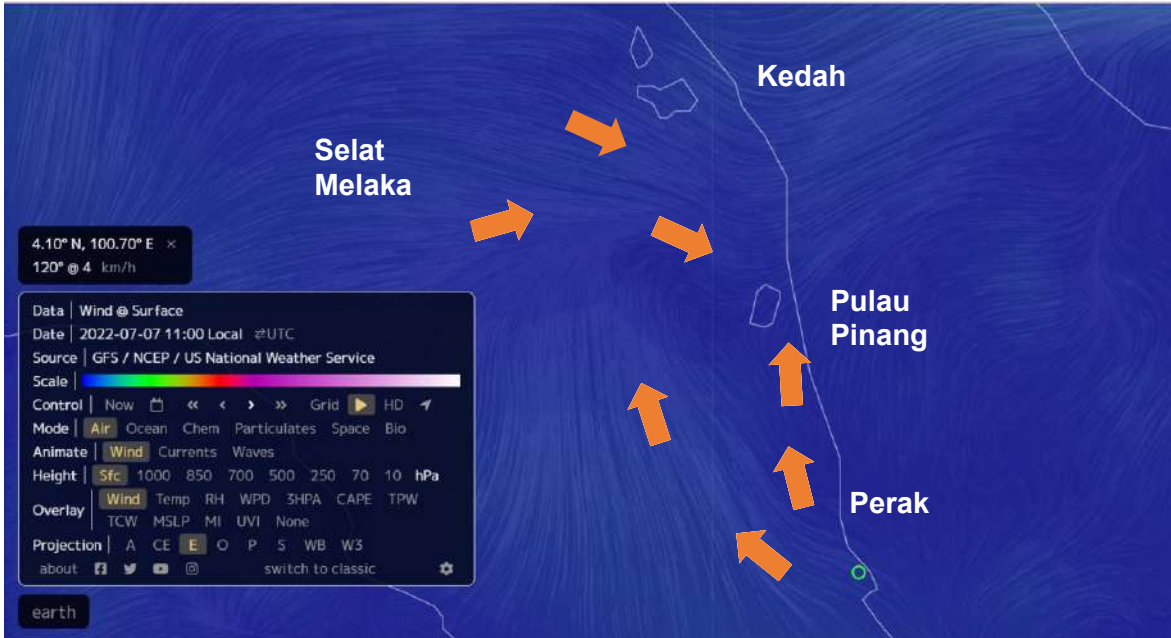 Kedah
Selat
Melaka
4.10° N, 100.70° E ×
120° @ 4 km/h
Pulau
Pinang
Data | Wind @ Surface
Date | 2022-07-07 11:00 Local ⇄UTC
Source | GFS / NCEP / US National Weather Service
Scale |
Control | Now « ‹ › » Grid HD
Mode | Air Ocean Chem Particulates Space Bio
Animate | Wind Currents Waves
Height | Sfc 1000 850 700 500 250 70 10 hPa
Overlay | Wind Temp RH WPD 3HPA CAPE TPW
TCW MSLP MI UVI None
Projection | A CE E O P S WB W3
about switch to classic
Perak
earth